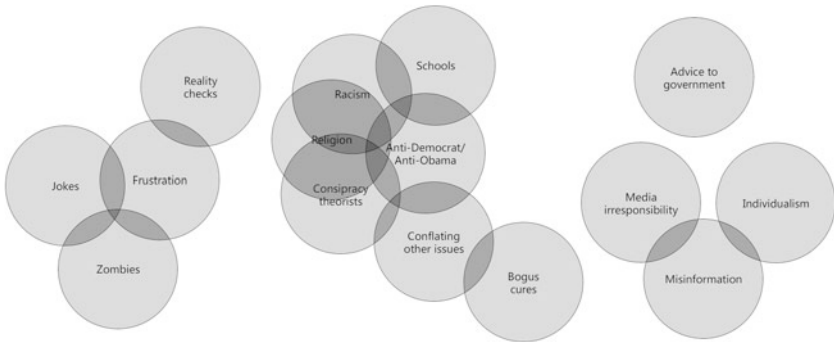 Reality
checks
Jokes
Frustration
Zombies
Schools
Racism
Religion
Anti-Democrat/
Anti-Obama
Consipracy
theorists
Conflating
other issues
Bogus
cures
Advice to
government
Media
irresponsibility
Individualism
Misinformation